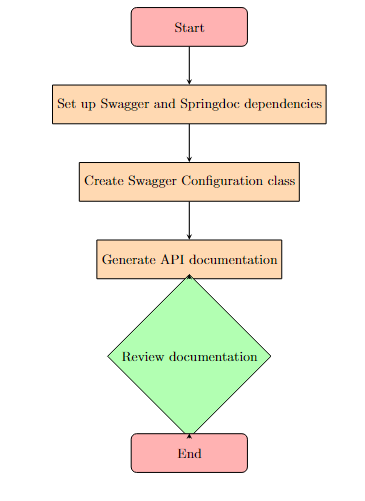 Start
Set up Swagger and Springdoc dependencies
Create Swagger Configuration class
Generate API documentation
Review documentation
End